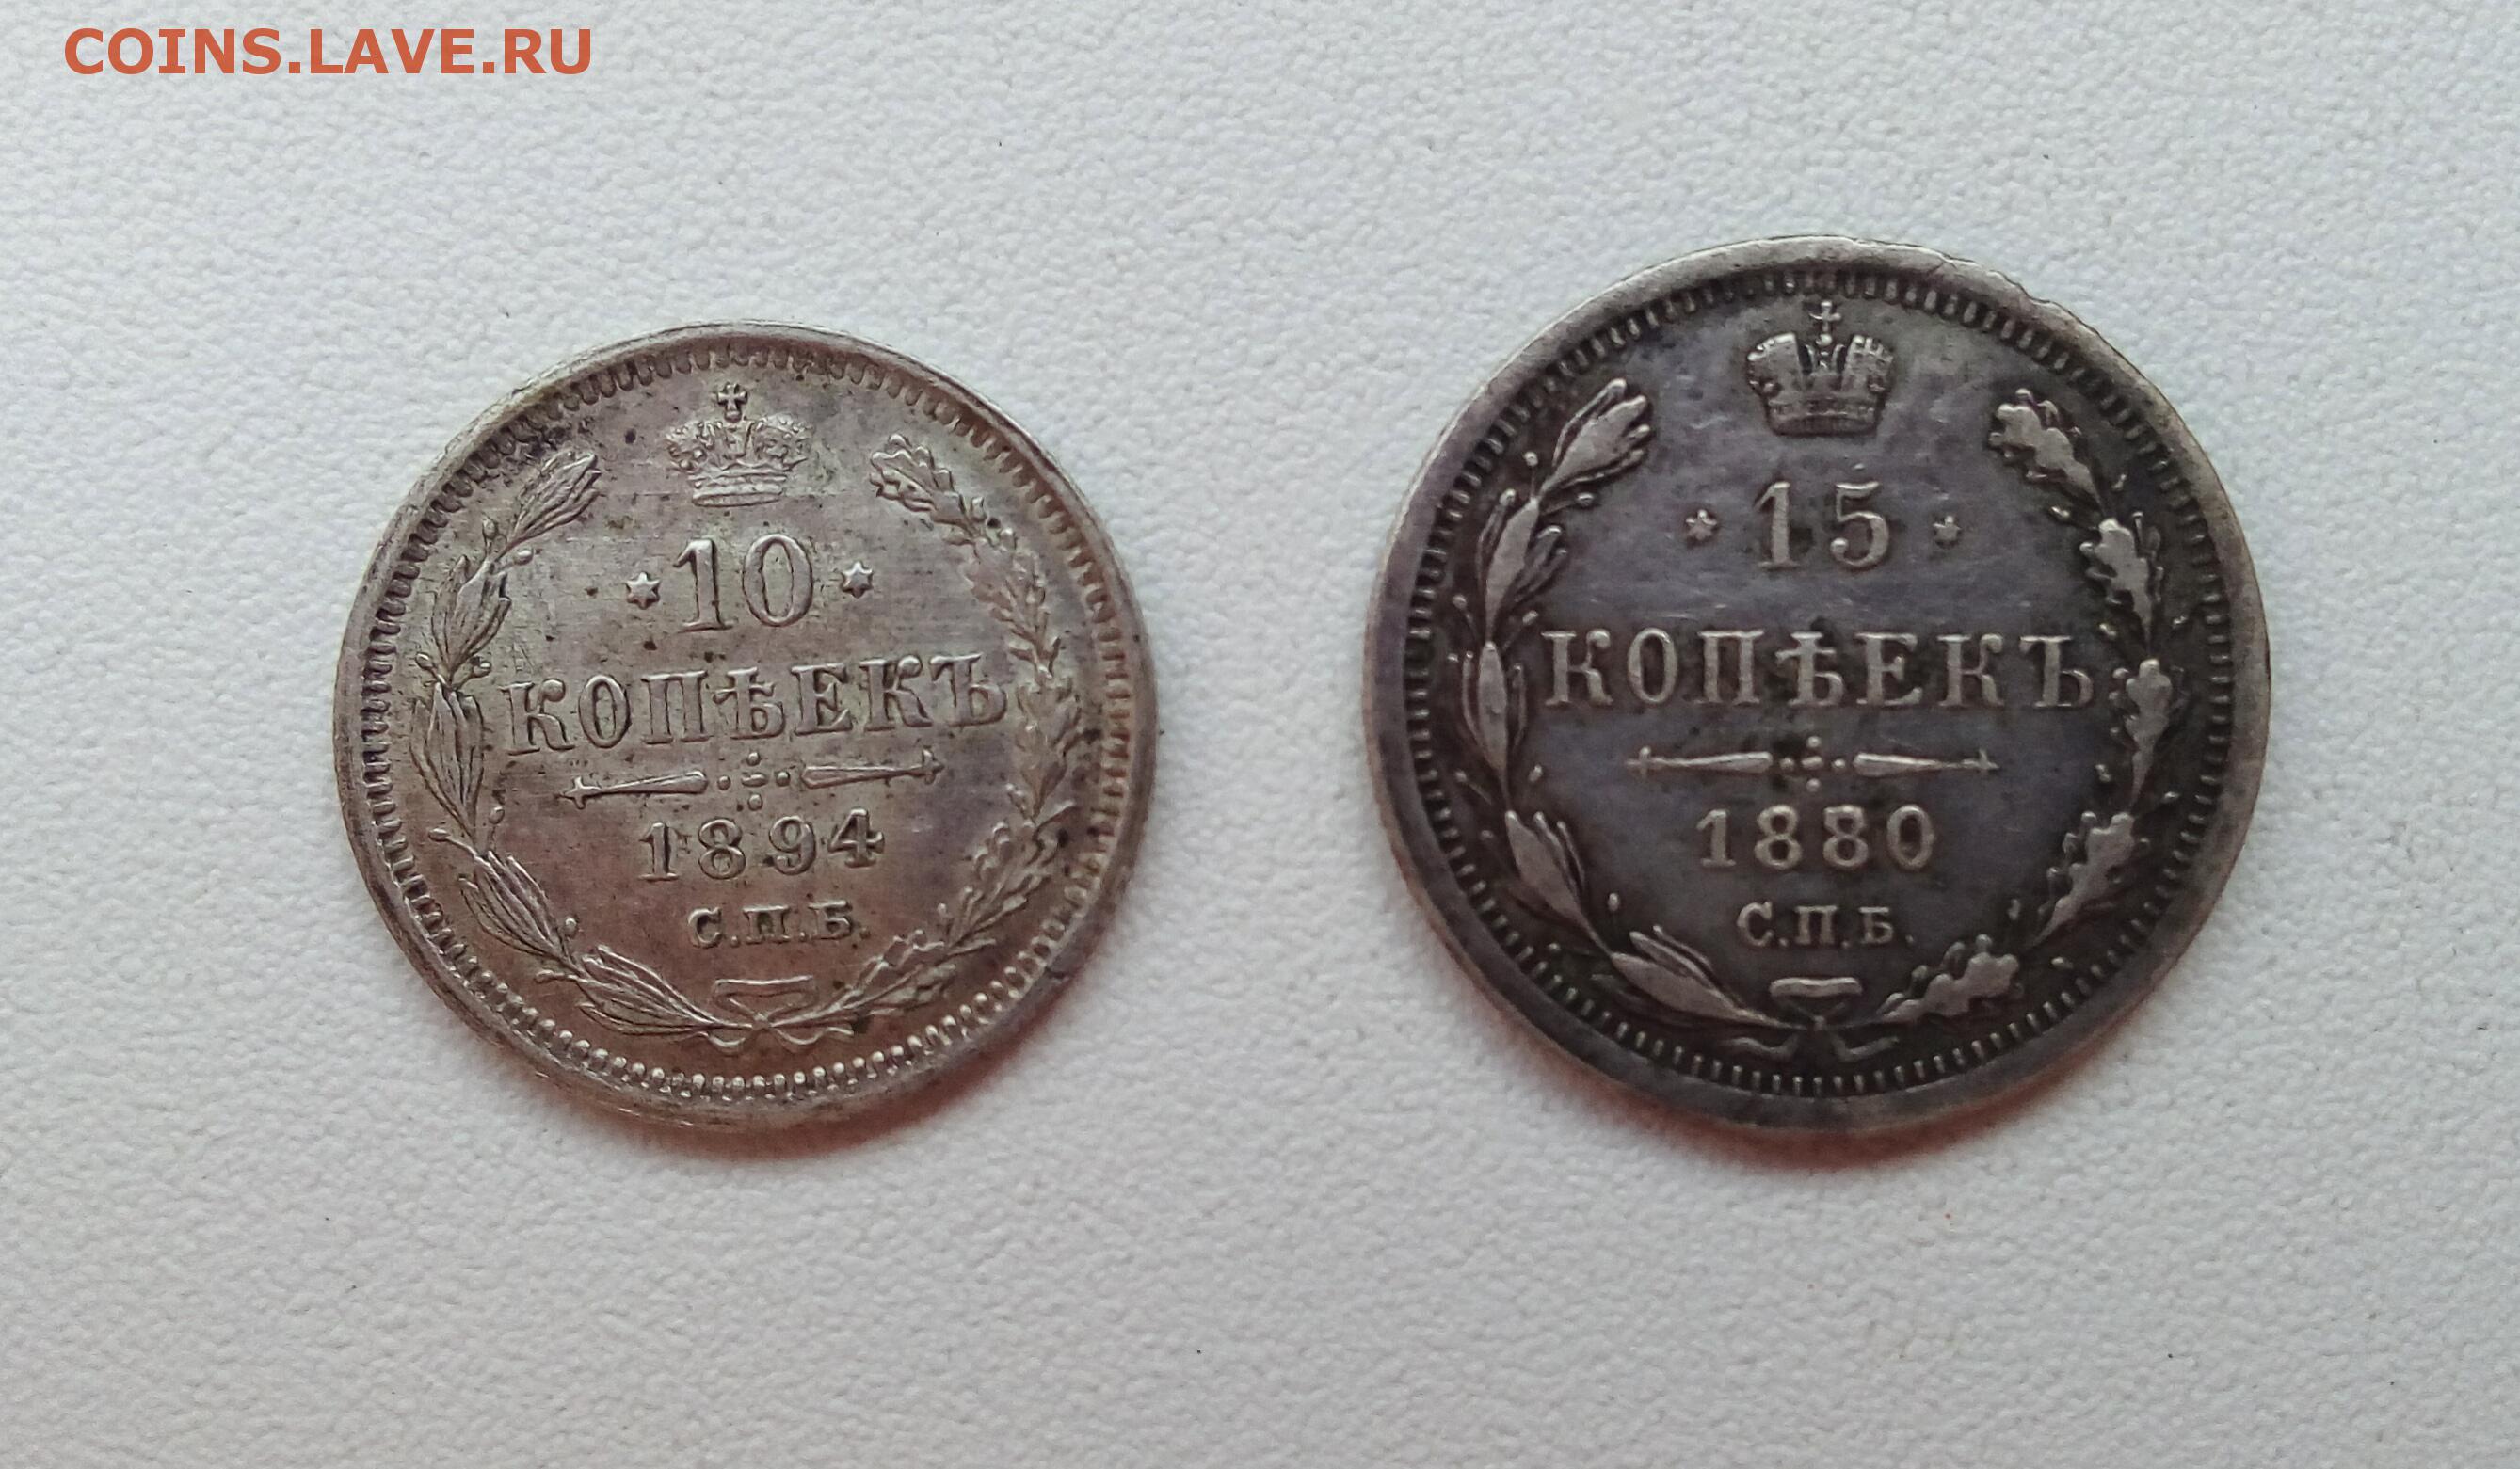 COINS.LAVE.RU
10
КОПѢЕКЪ
1894
С.П.Б.
15
КОПѢЕКЪ
1880
С.П.Б.